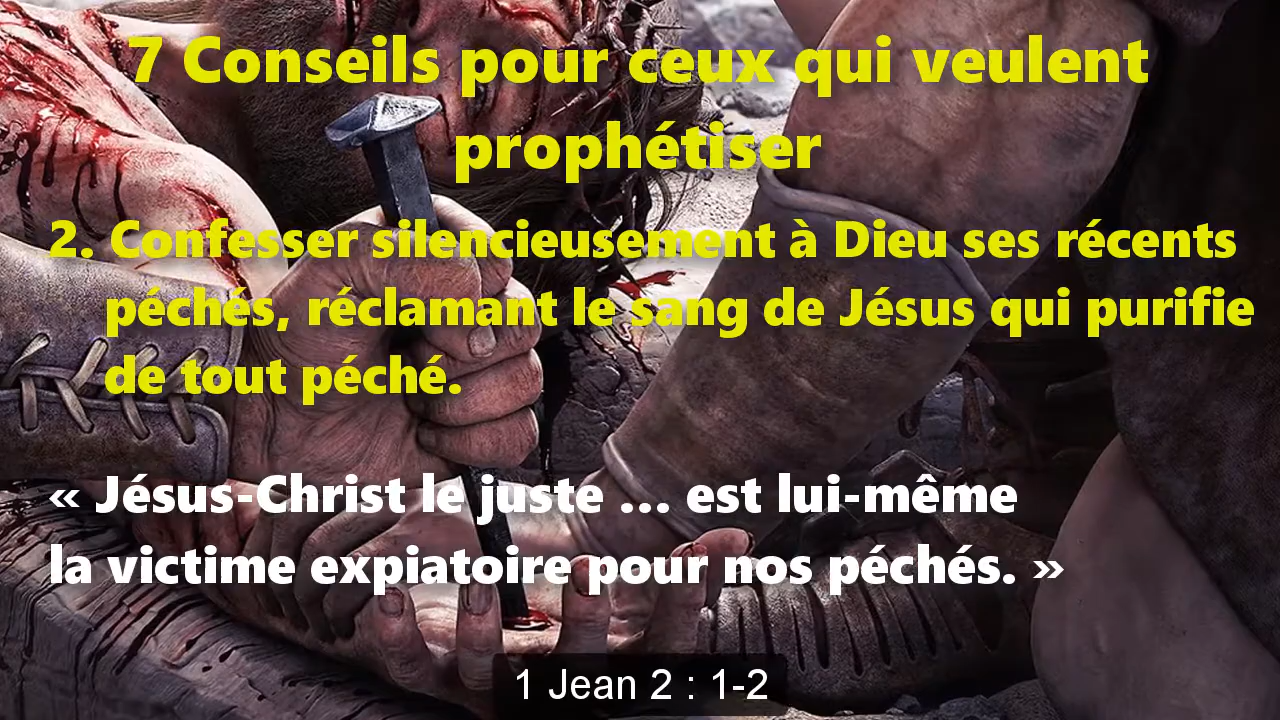 7 Conseils pour ceux qui veulent
prophétiser
2. Confesser silencieusement à Dieu ses récents
péchés, réclamant le sang de Jésus qui purifie
de tout péché.
« Jésus-Christ le juste ... est lui-même
la victime expiatoire pour nos péchés. »
1 Jean 2 : 1-2